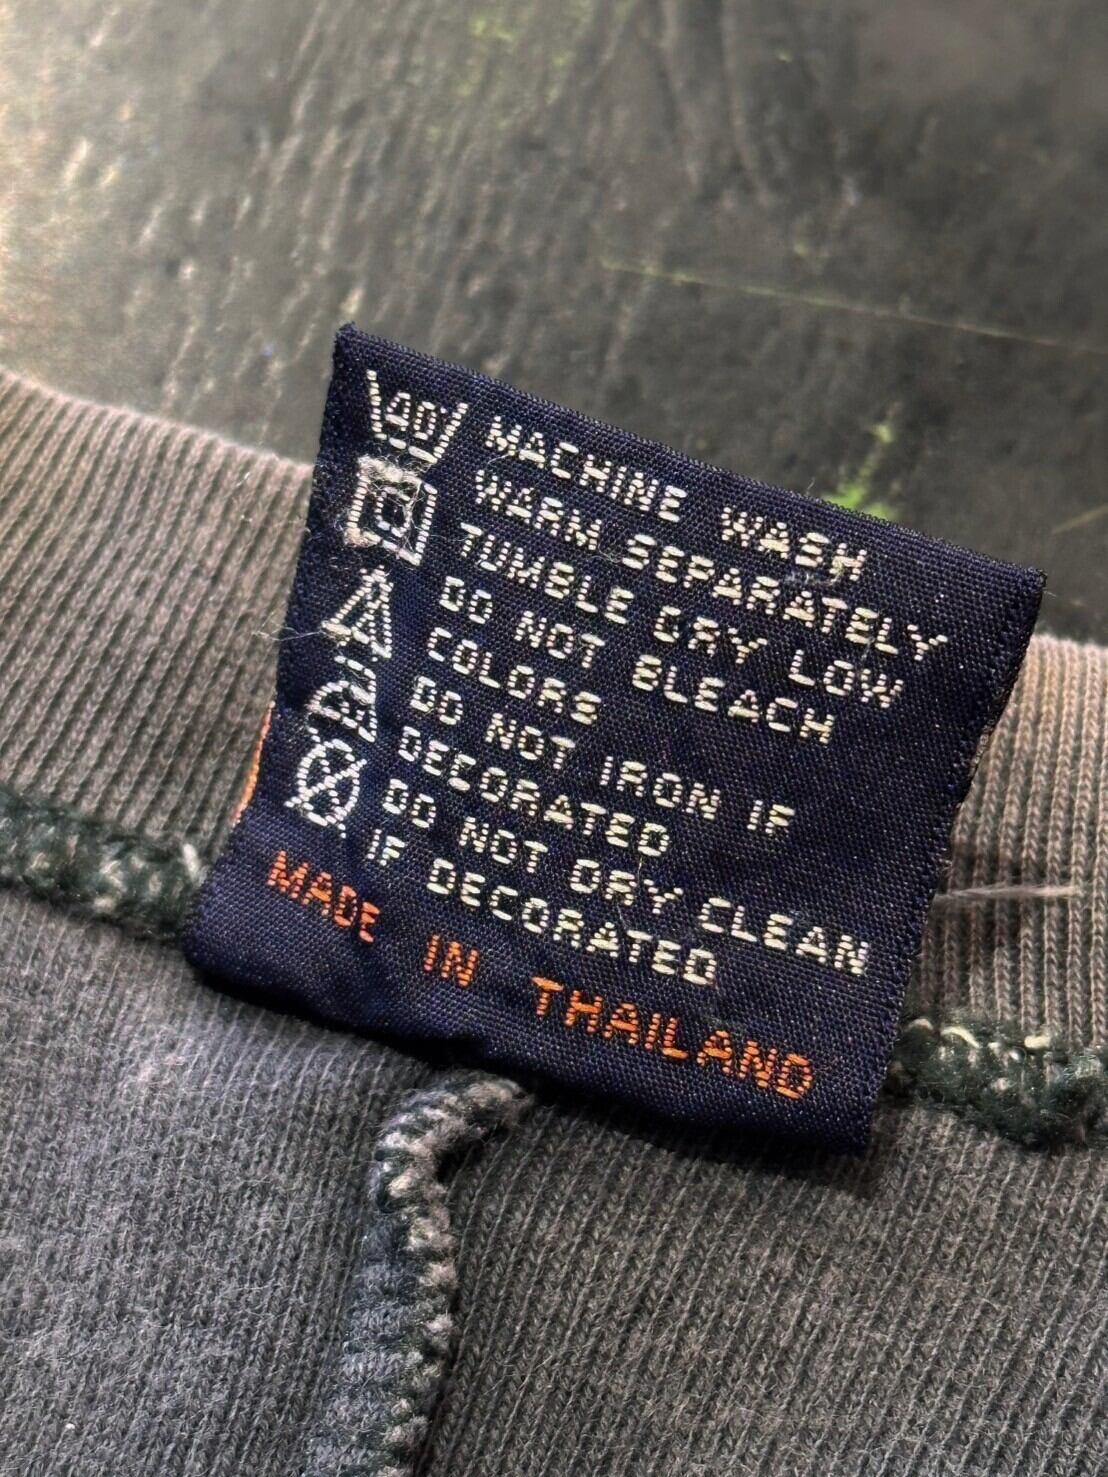 40
MACHINE WASH
WARM SEPARATELY
TUMBLE DRY LOW
DO NOT BLEACH
COLORS
DO NOT IRON IF
DECORATED
DO NOT DRY CLEAN
IF DECORATED
MADE IN THAILAND